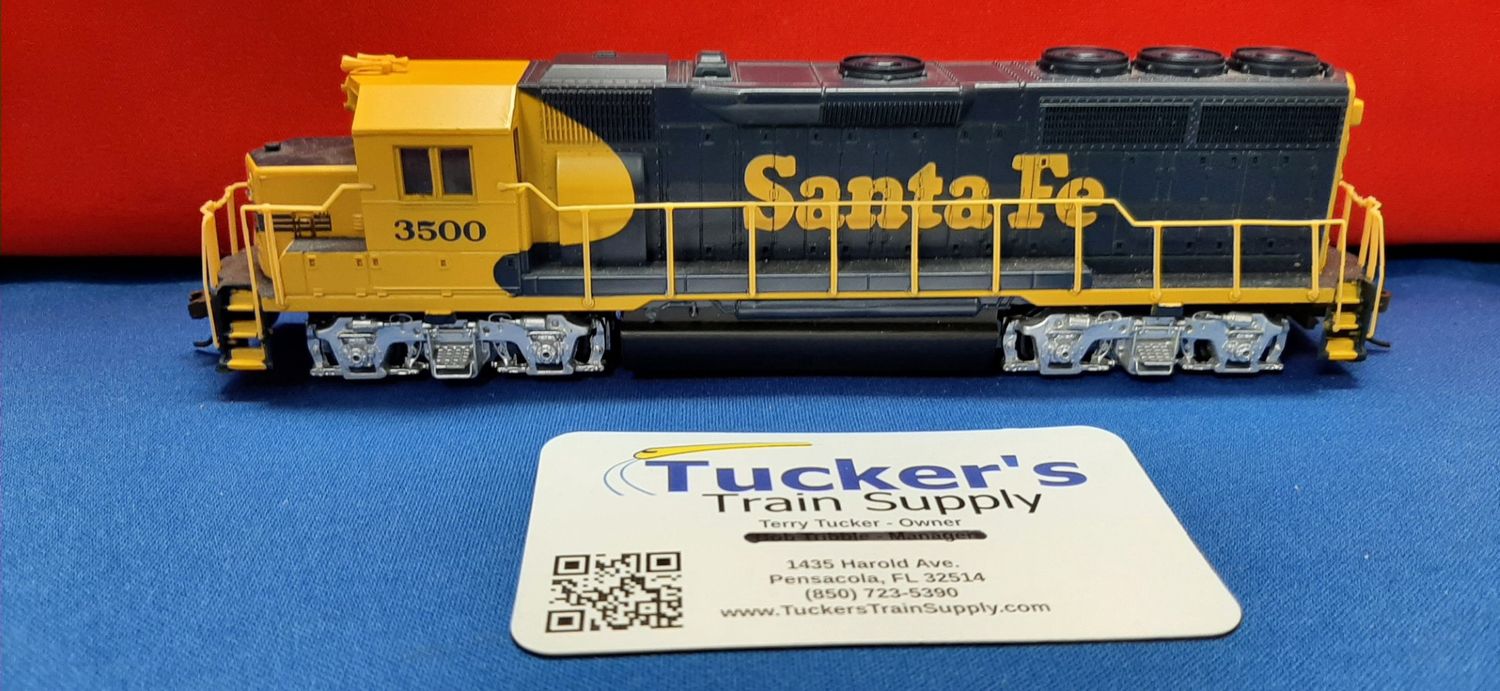 Santa Fe
3500
Tucker's
Train Supply
Terry Tucker - Owner
Manager
1435 Harold Ave.
Pensacola, FL 32514
(850) 723-5390
www.TuckersTrainSupply.com